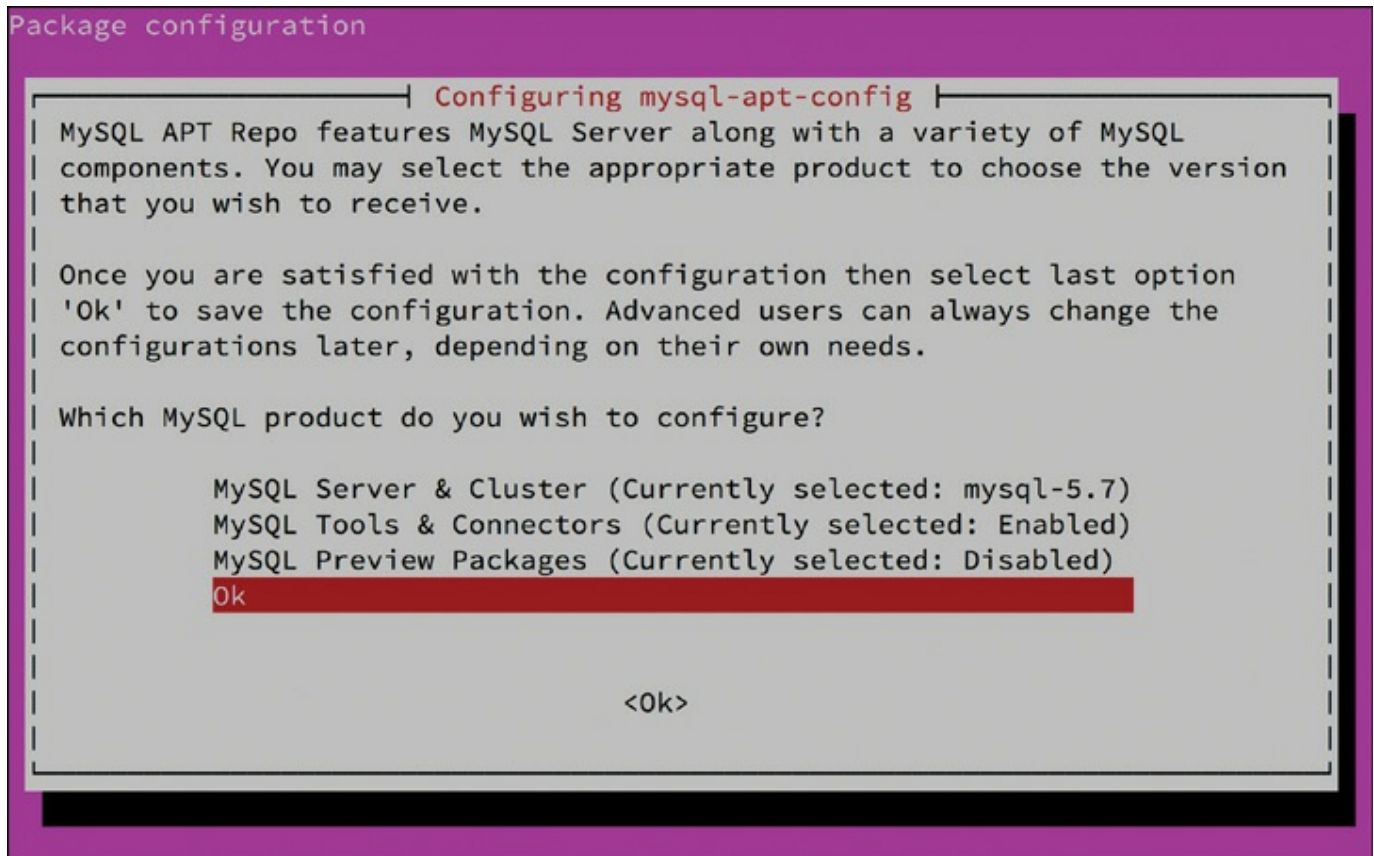 Package configuration
Configuring mysql-apt-config
MySQL APT Repo features MySQL Server along with a variety of MySQL
components. You may select the appropriate product to choose the version
that you wish to receive.
Once you are satisfied with the configuration then select last option
'Ok' to save the configuration. Advanced users can always change the
configurations later, depending on their own needs.
Which MySQL product do you wish to configure?
MySQL Server & Cluster (Currently selected: mysql-5.7)
MySQL Tools & Connectors (Currently selected: Enabled)
MySQL Preview Packages (Currently selected: Disabled)
Ok
<Ok>